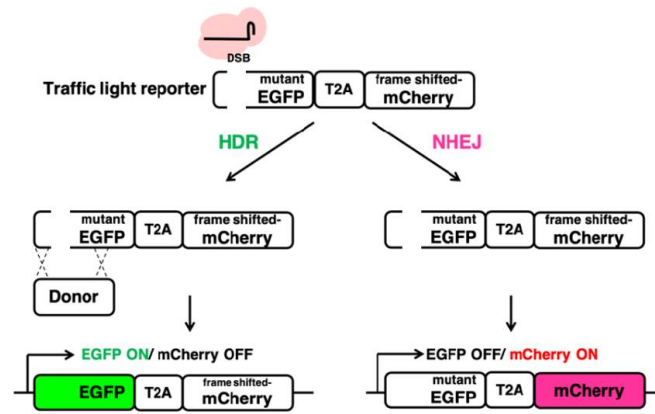 DSB
Traffic light reporter
mutant
EGFP
T2A
frame shifted-
mCherry
HDR
NHEJ
mutant
EGFP
T2A
frame shifted-
mCherry
Donor
mutant
EGFP
T2A
frame shifted-
mCherry
EGFP ON/ mCherry OFF
EGFP
T2A
frame shifted-
mCherry
EGFP OFF/ mCherry ON
mutant
EGFP
T2A
mCherry